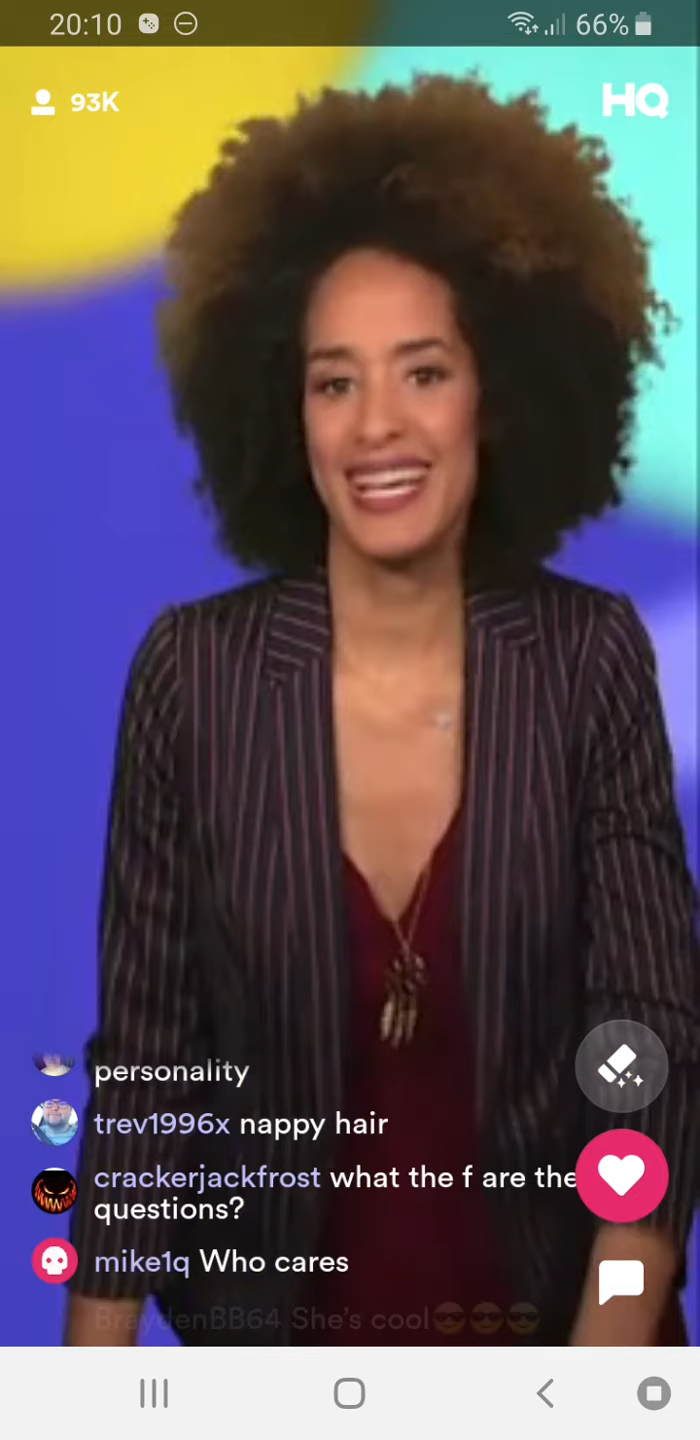 20:10
66%
93K
HQ
personality
trev1996x nappy hair
crackerjackfrost what the f are the
questions?
mike1q Who cares
BraydenBB64 She's cool😎😎😎